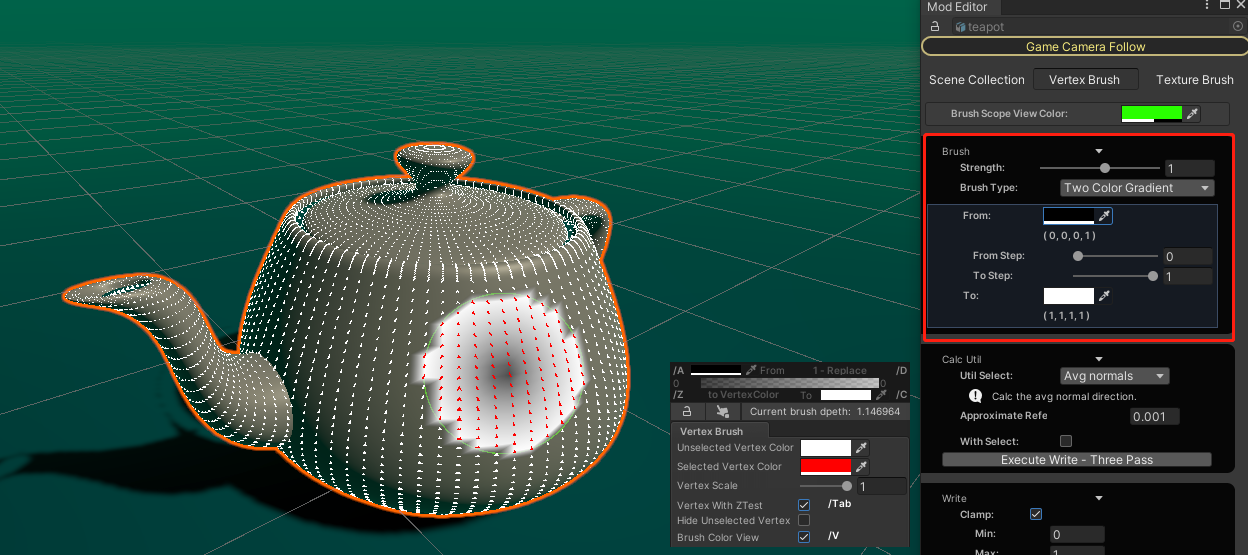 Mod Editor
teapot
Game Camera Follow
Scene Collection Vertex Brush Texture Brush
Brush Scope View Color:
Brush
Strength: 1
Brush Type: Two Color Gradient
From:
( 0, 0, 0, 1 )
From Step: 0
To Step: 1
To:
( 1, 1, 1, 1 )
Calc Util
Util Select: Avg normals
Calc the avg normal direction.
Approximate Refe 0.001
With Select:
Execute Write - Three Pass
Write
Clamp:
Min: 0
Max: 1
/A From 1 - Replace /D
0 0
/Z to VertexColor To /C
Current brush dpeth: 1.146964
Vertex Brush
Unselected Vertex Color
Selected Vertex Color
Vertex Scale 1
Vertex With ZTest /Tab
Hide Unselected Vertex
Brush Color View /V